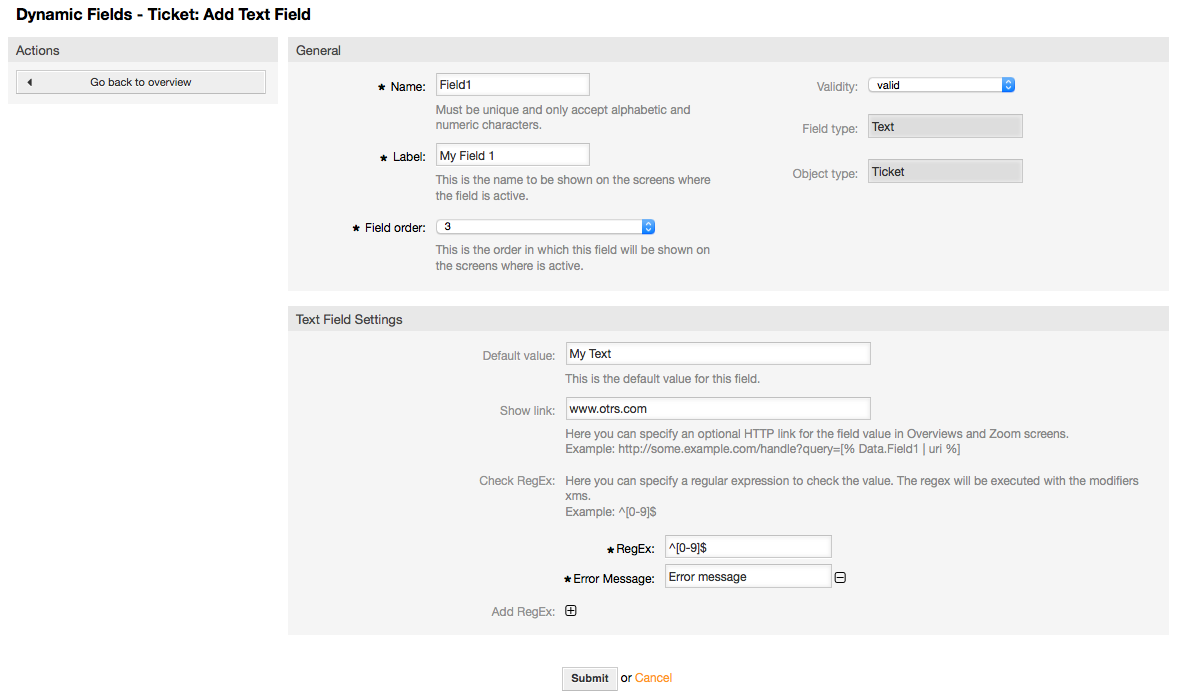 Dynamic Fields - Ticket: Add Text Field
Actions
Go back to overview
General
* Name: Field1
Must be unique and only accept alphabetic and
numeric characters.
* Label: My Field 1
This is the name to be shown on the screens where
the field is active.
* Field order: 3
This is the order in which this field will be shown on
the screens where is active.
Validity: valid
Field type: Text
Object type: Ticket
Text Field Settings
Default value: My Text
This is the default value for this field.
Show link: www.otrs.com
Here you can specify an optional HTTP link for the field value in Overviews and Zoom screens.
Example: http://some.example.com/handle?query=[% Data.Field1 | uri %]
Check RegEx: Here you can specify a regular expression to check the value. The regex will be executed with the modifiers
xms.
Example: ^[0-9]$
* RegEx: ^[0-9]$
* Error Message: Error message
Add RegEx:
Submit or Cancel